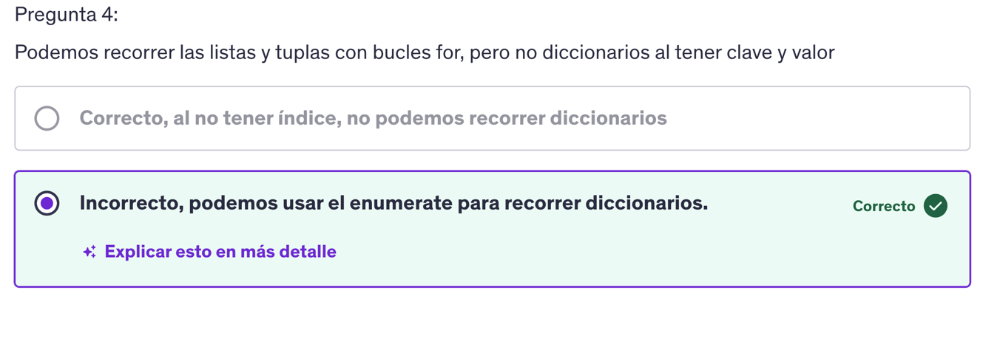 Pregunta 4:
Podemos recorrer las listas y tuplas con bucles for, pero no diccionarios al tener clave y valor
Correcto, al no tener índice, no podemos recorrer diccionarios
Incorrecto, podemos usar el enumerate para recorrer diccionarios.
Correcto
Explicar esto en más detalle